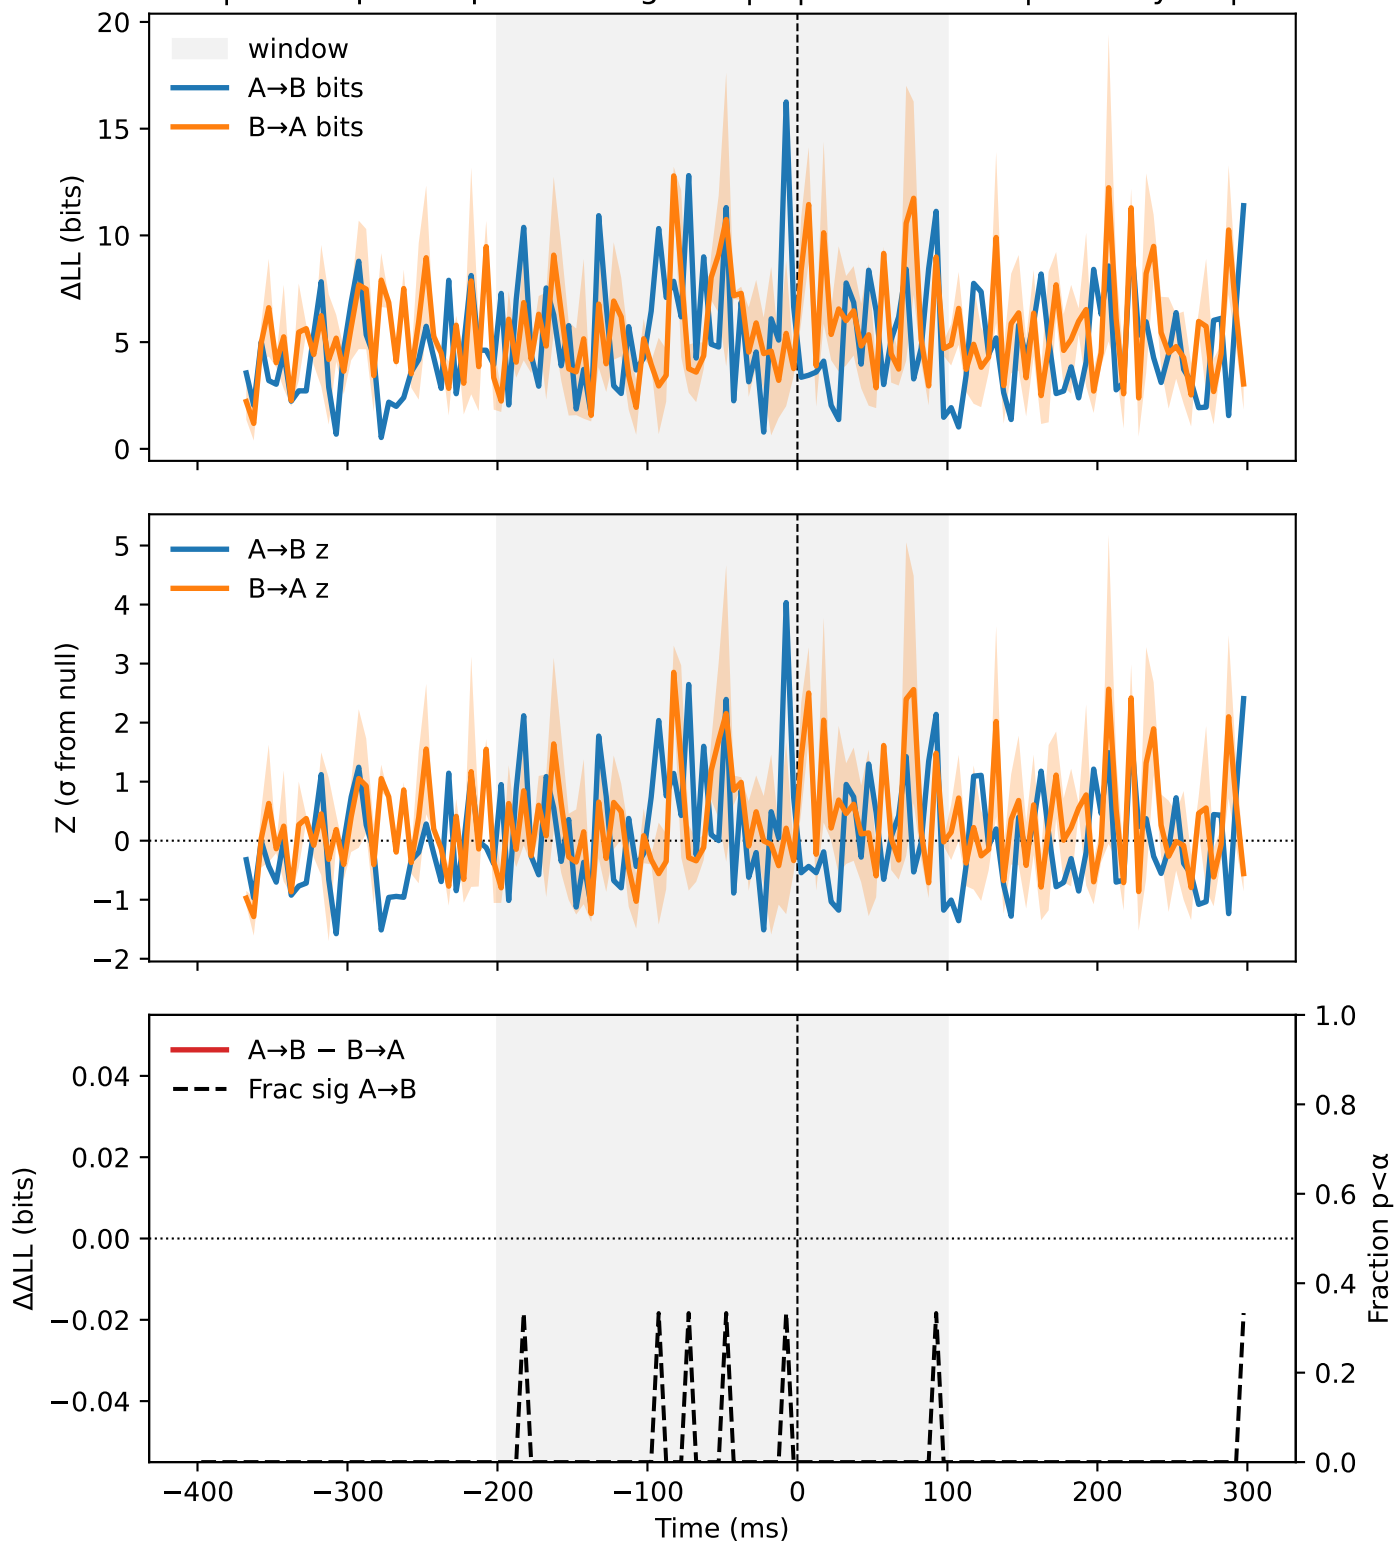 20
15
10
5
0
ΔLL (bits)
window
A→B bits
B→A bits
5
4
3
2
1
0
−1
−2
Z (σ from null)
A→B z
B→A z
0.04
0.02
0.00
−0.02
−0.04
ΔΔLL (bits)
A→B − B→A
Frac sig A→B
1.0
0.8
0.6
0.4
0.2
0.0
Fraction p<α
−400 −300 −200 −100 0 100 200 300
Time (ms)